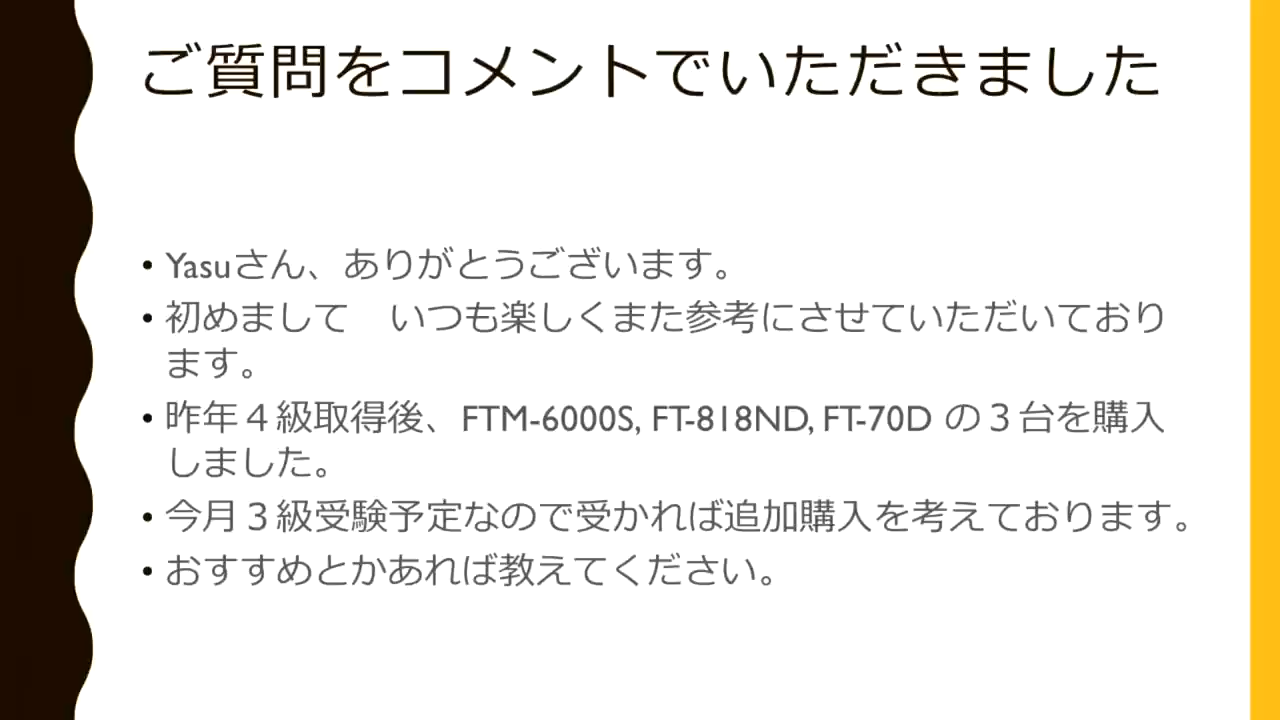 ご質問をコメントでいただきました
• Yasuさん、ありがとうございます。
• 初めまして　いつも楽しくまた参考にさせていただいており
ます。
• 昨年４級取得後、FTM-6000S, FT-818ND, FT-70D の３台を購入
しました。
• 今月３級受験予定なので受かれば追加購入を考えております。
• おすすめとかあれば教えてください。